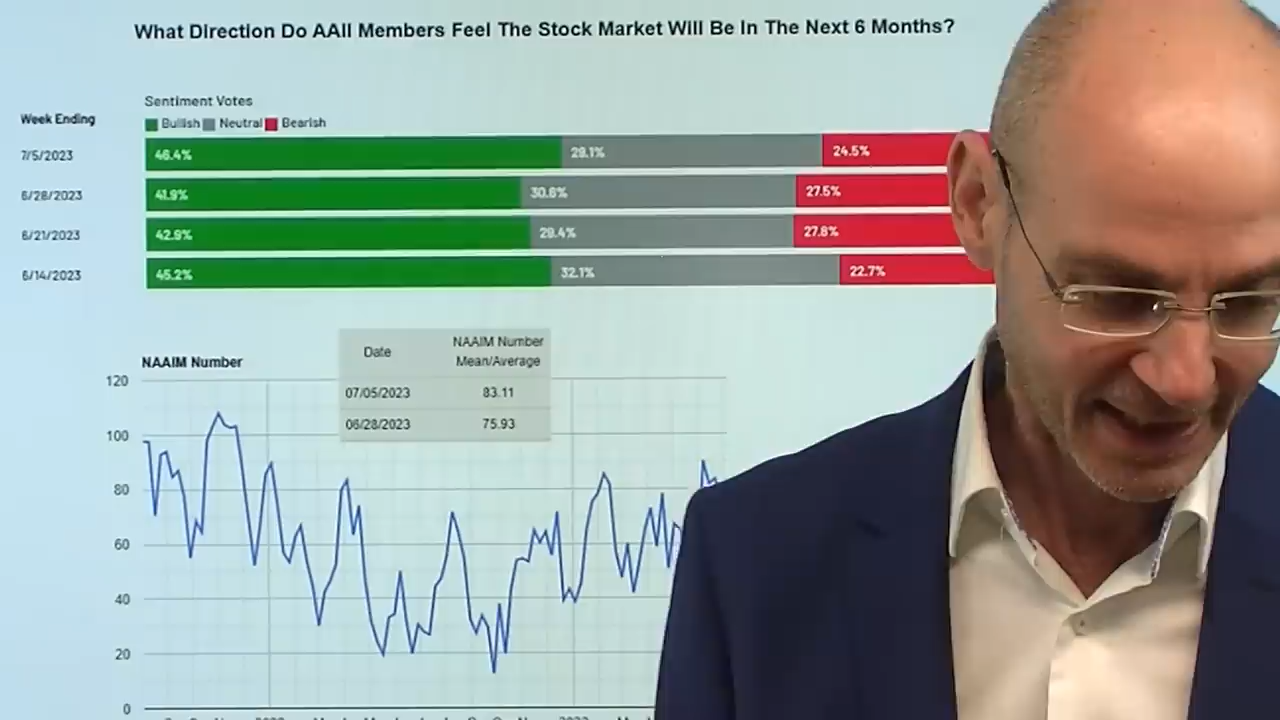 What Direction Do AAII Members Feel The Stock Market Will Be In The Next 6 Months?
Sentiment Votes
Week Ending
Bullish Neutral Bearish
7/5/2023 46.4% 29.1% 24.5%
6/28/2023 41.9% 30.6% 27.5%
6/21/2023 42.9% 29.4% 27.8%
6/14/2023 45.2% 32.1% 22.7%
NAAIM Number
Date
NAAIM Number
Mean/Average
07/05/2023 83.11
06/28/2023 75.93
120
100
80
60
40
20
0